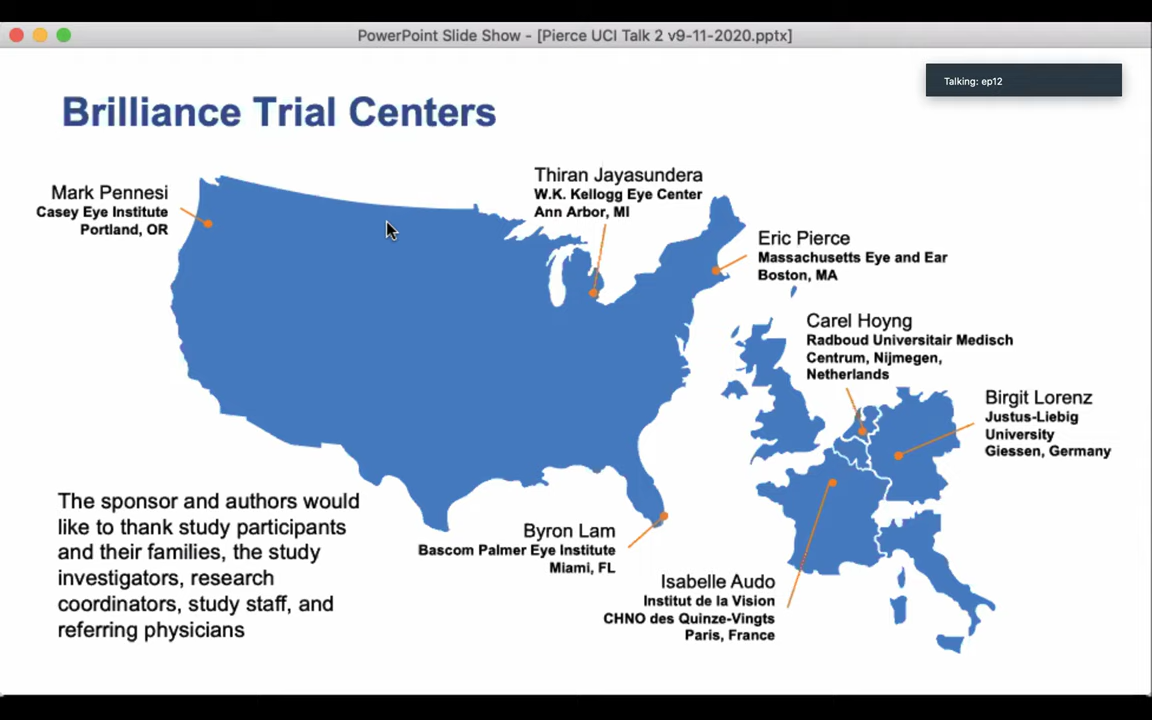 PowerPoint Slide Show - [Pierce UCI Talk 2 v9-11-2020.pptx]
Talking: ep12
Brilliance Trial Centers
Mark Pennesi
Casey Eye Institute
Portland, OR
Thiran Jayasundera
W.K. Kellogg Eye Center
Ann Arbor, MI
Eric Pierce
Massachusetts Eye and Ear
Boston, MA
Carel Hoyng
Radboud Universitair Medisch
Centrum, Nijmegen,
Netherlands
Birgit Lorenz
Justus-Liebig
University
Giessen, Germany
Byron Lam
Bascom Palmer Eye Institute
Miami, FL
Isabelle Audo
Institut de la Vision
CHNO des Quinze-Vingts
Paris, France
The sponsor and authors would
like to thank study participants
and their families, the study
investigators, research
coordinators, study staff, and
referring physicians